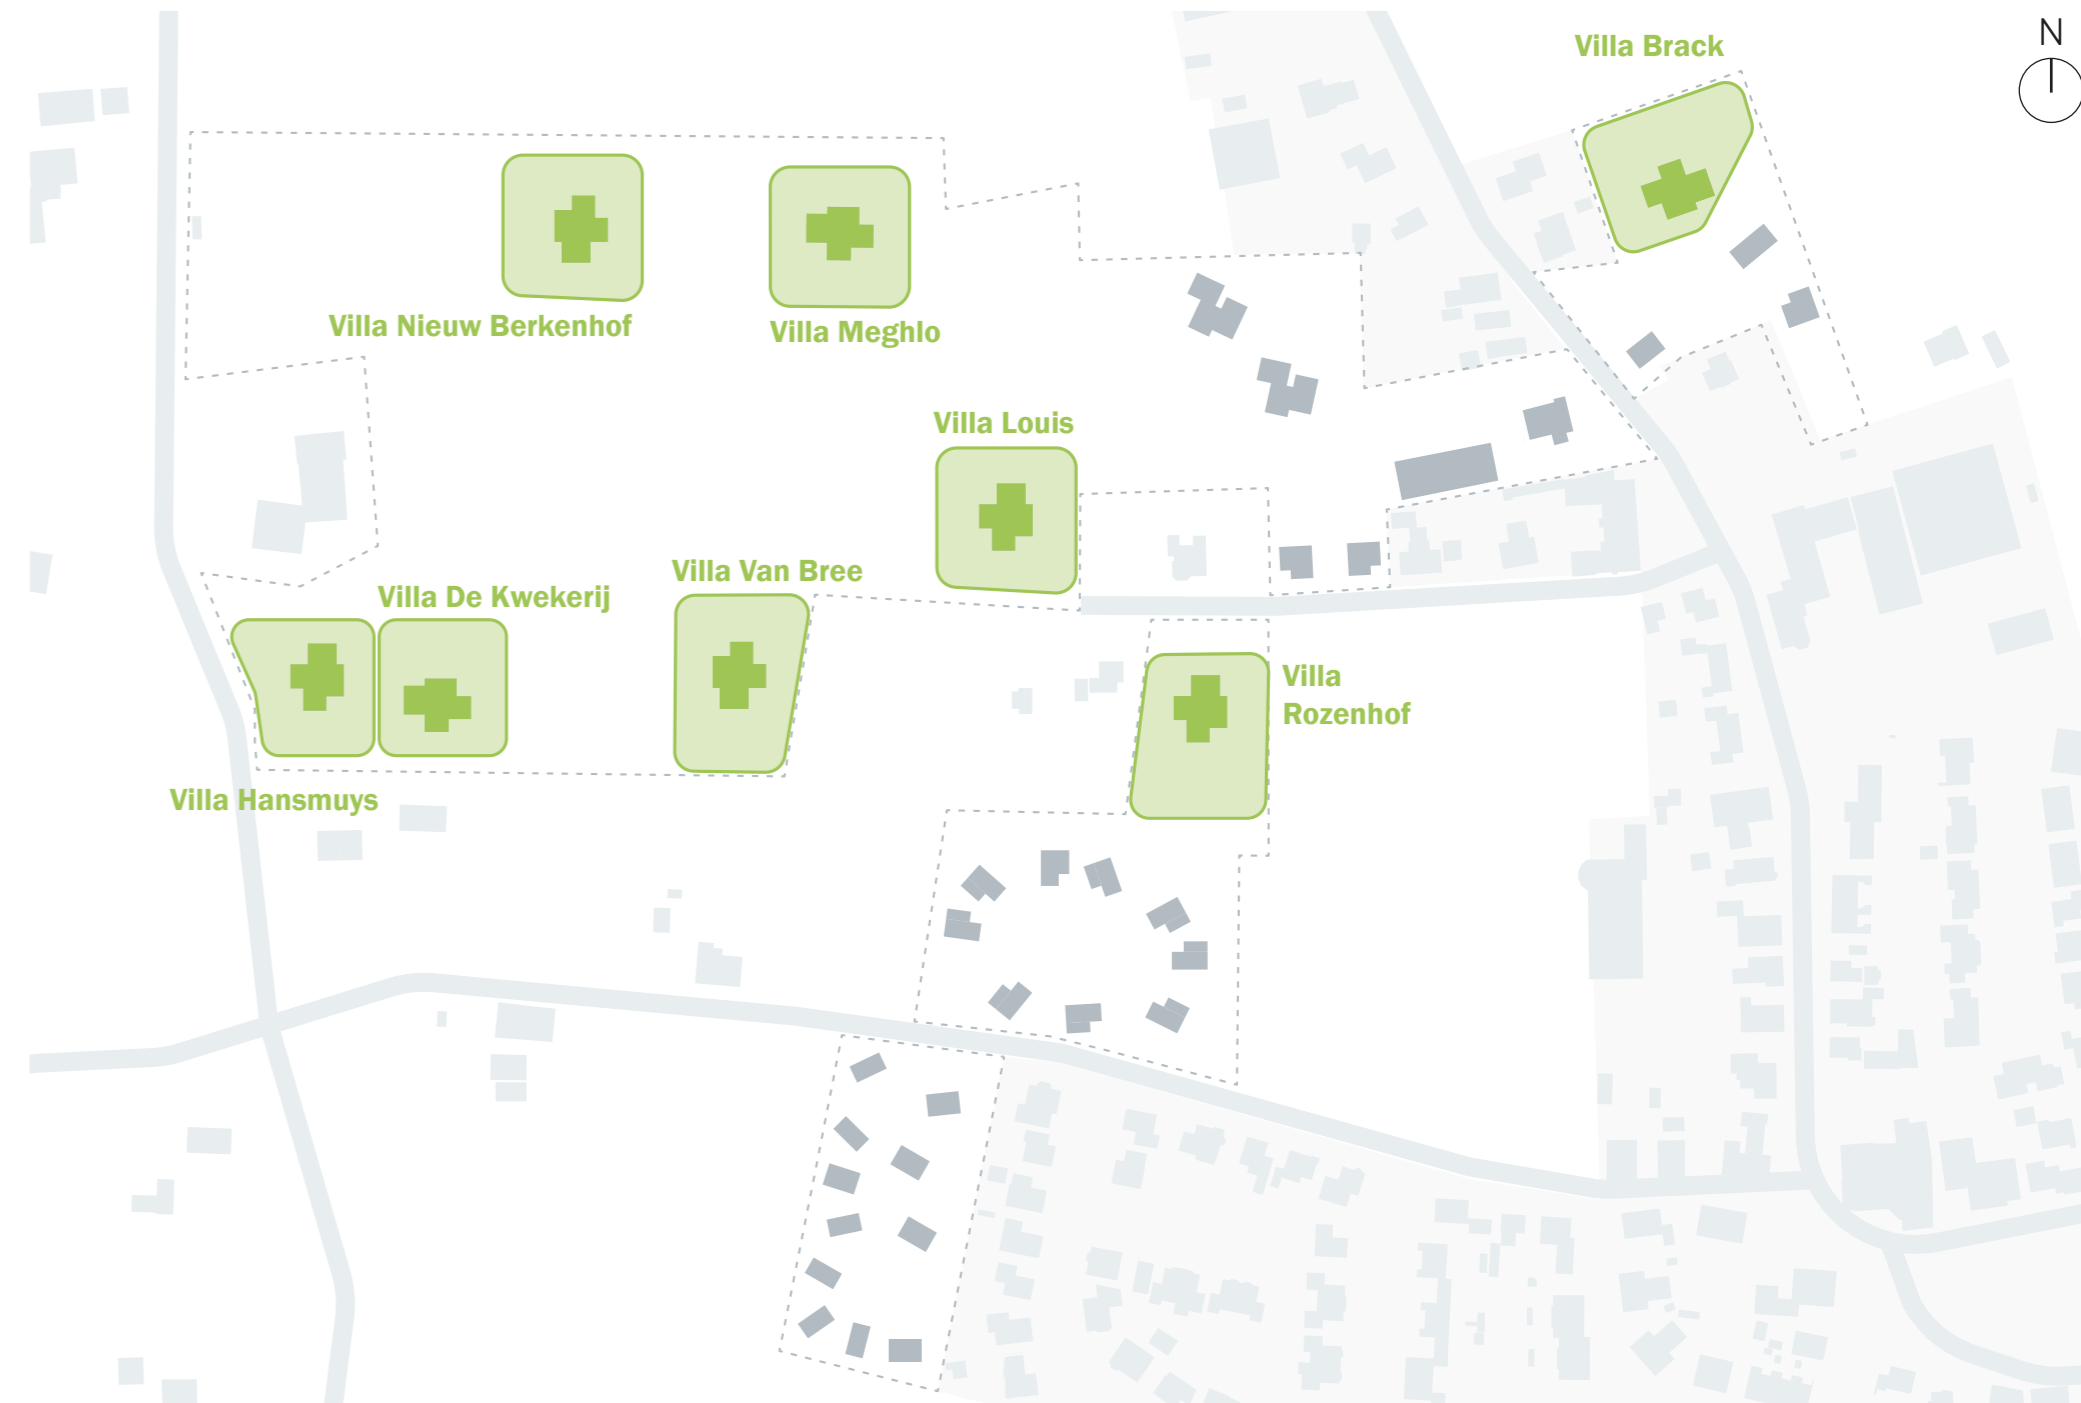 N
Villa Brack
Villa Nieuw Berkenhof
Villa Meghlo
Villa Louis
Villa Van Bree
Villa De Kwekerij
Villa
Rozenhof
Villa Hansmuys